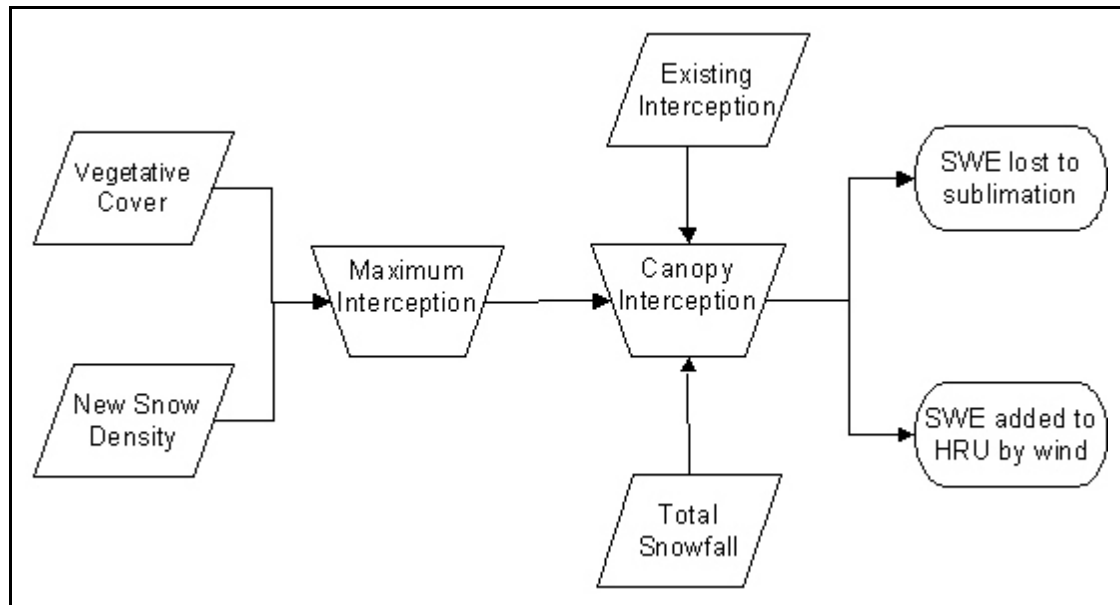 Existing
Interception
Vegetative
Cover
SWE lost to
sublimation
Maximum
Interception
Canopy
Interception
New Snow
Density
SWE added to
HRU by wind
Total
Snowfall